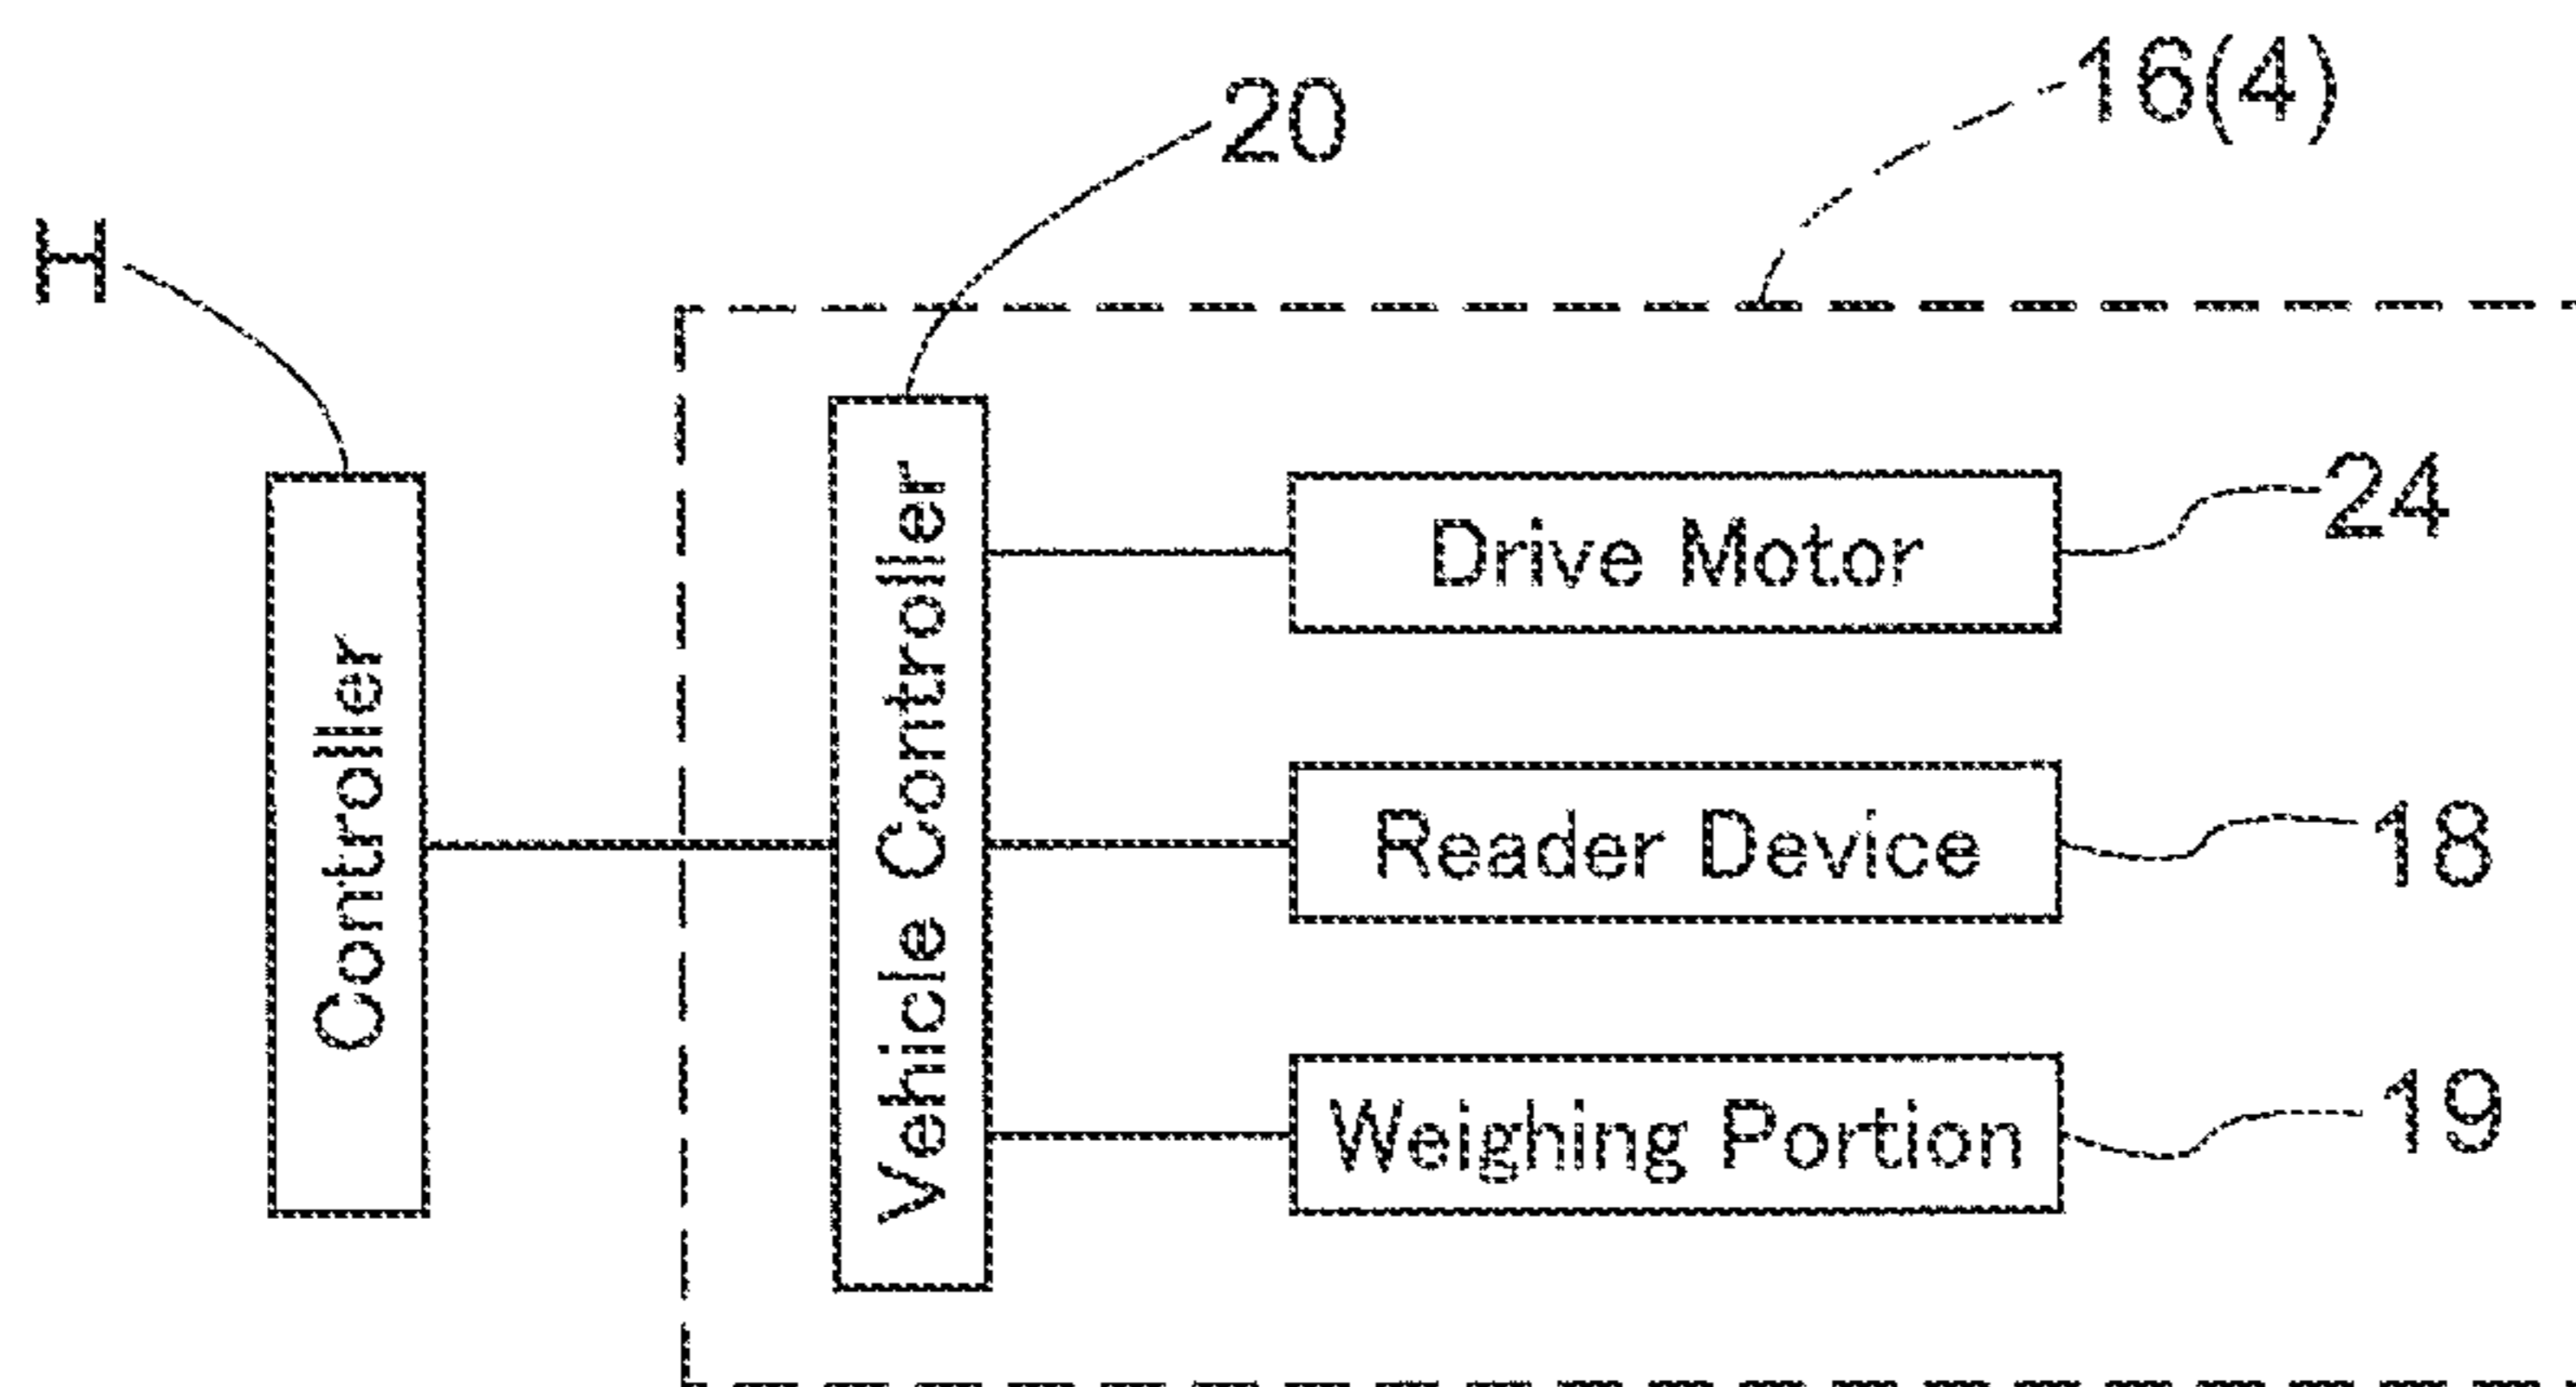 16(4)
20
H
Controller
Vehicle Controller
Drive Motor
24
Reader Device
18
Weighing Portion
19